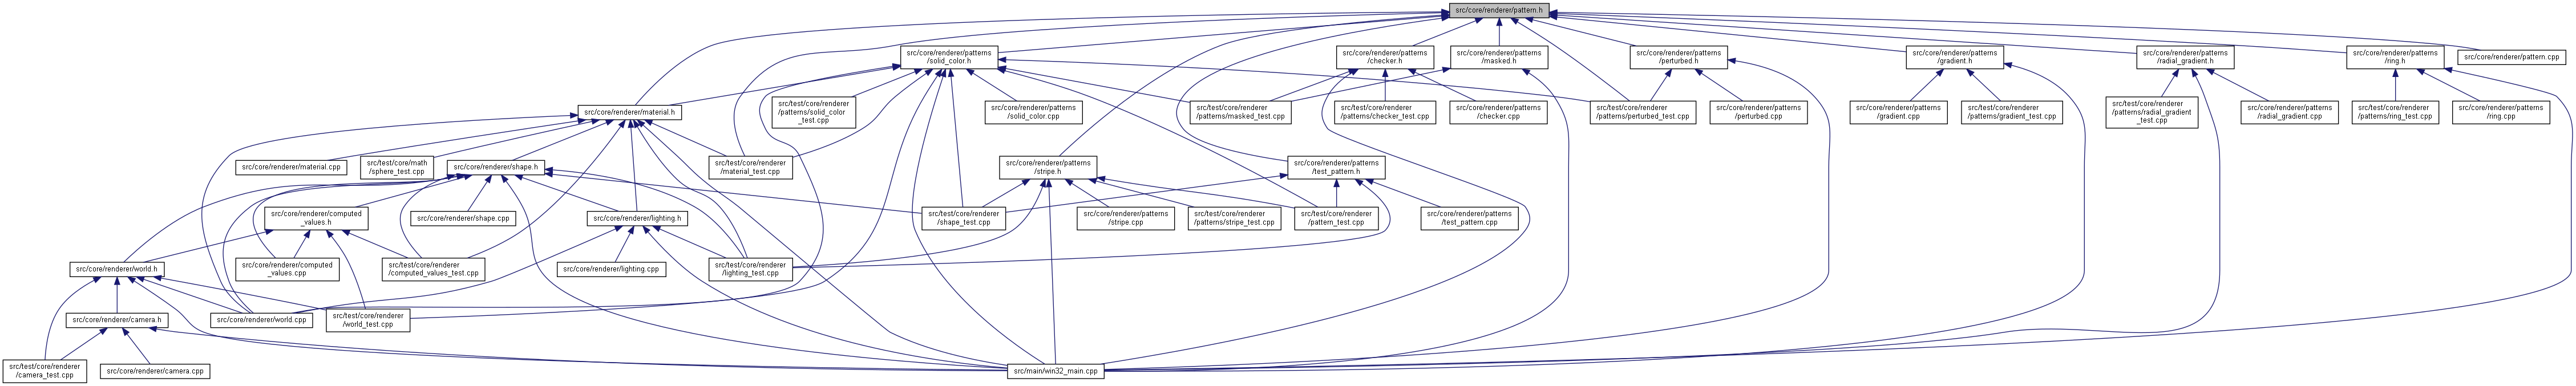 src/core/renderer/pattern.h
src/core/renderer/patterns
/solid_color.h
src/core/renderer/patterns
/checker.h
src/core/renderer/patterns
/masked.h
src/core/renderer/patterns
/perturbed.h
src/core/renderer/patterns
/gradient.h
src/core/renderer/patterns
/radial_gradient.h
src/core/renderer/patterns
/ring.h
src/core/renderer/pattern.cpp
src/core/renderer/material.h
src/test/core/renderer
/patterns/solid_color
_test.cpp
src/core/renderer/patterns
/solid_color.cpp
src/test/core/renderer
/patterns/masked_test.cpp
src/test/core/renderer
/patterns/checker_test.cpp
src/core/renderer/patterns
/checker.cpp
src/test/core/renderer
/patterns/perturbed_test.cpp
src/core/renderer/patterns
/perturbed.cpp
src/core/renderer/patterns
/gradient.cpp
src/test/core/renderer
/patterns/gradient_test.cpp
src/test/core/renderer
/patterns/radial_gradient
_test.cpp
src/core/renderer/patterns
/radial_gradient.cpp
src/test/core/renderer
/patterns/ring_test.cpp
src/core/renderer/patterns
/ring.cpp
src/core/renderer/material.cpp
src/test/core/math
/sphere_test.cpp
src/core/renderer/shape.h
src/test/core/renderer
/material_test.cpp
src/core/renderer/patterns
/stripe.h
src/core/renderer/patterns
/test_pattern.h
src/core/renderer/computed
_values.h
src/core/renderer/shape.cpp
src/core/renderer/lighting.h
src/test/core/renderer
/shape_test.cpp
src/core/renderer/patterns
/stripe.cpp
src/test/core/renderer
/patterns/stripe_test.cpp
src/test/core/renderer
/pattern_test.cpp
src/core/renderer/patterns
/test_pattern.cpp
src/core/renderer/world.h
src/core/renderer/computed
_values.cpp
src/test/core/renderer
/computed_values_test.cpp
src/core/renderer/lighting.cpp
src/test/core/renderer
/lighting_test.cpp
src/core/renderer/camera.h
src/core/renderer/world.cpp
src/test/core/renderer
/world_test.cpp
src/test/core/renderer
/camera_test.cpp
src/core/renderer/camera.cpp
src/main/win32_main.cpp